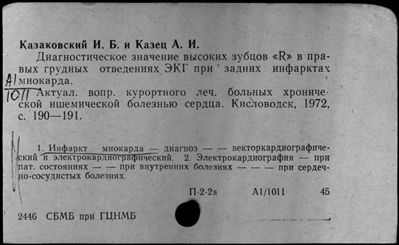 Казаковский И. Б. и Казец А. И.
Диагностическое значение высоких зубцов «R» в пра-
вых грудных отведениях ЭКГ при задних инфарктах
А1 миокарда.
1011 Актуал. вопр. курортного леч. больных хрониче-
ской ишемической болезнью сердца. Кисловодск, 1972,
с. 190—191.
1. Инфаркт миокарда — диагноз — — векторкардиографиче-
ский и электрокардиографический. 2. Электрокардиография — при
пат. состояниях — — при внутренних болезнях — — — при сердеч-
но-сосудистых болезнях.
П-2-2а А1/1011 45
2446 СБМБ при ГЦНМБ